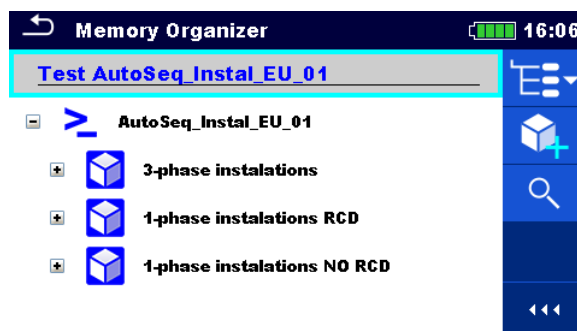 Memory Organizer
16:06
Test AutoSeq_Instal_EU_01
AutoSeq_Instal_EU_01
3-phase instalations
1-phase instalations RCD
1-phase instalations NO RCD